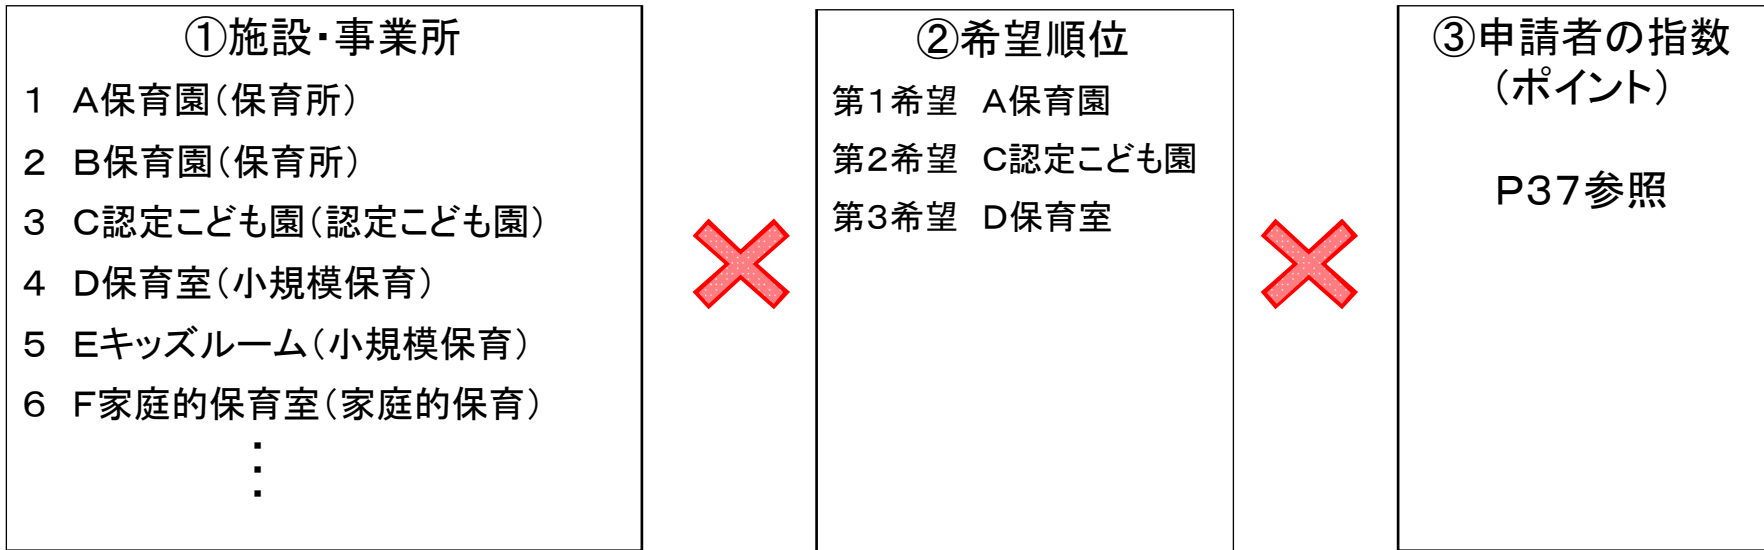 ①施設・事業所
1 A保育園(保育所)
2 B保育園(保育所)
3 C認定こども園(認定こども園)
4 D保育室(小規模保育)
5 Eキッズルーム(小規模保育)
6 F家庭的保育室(家庭的保育)
・
・
・
②希望順位
第1希望 A保育園
第2希望 C認定こども園
第3希望 D保育室
③申請者の指数
(ポイント)
P37参照